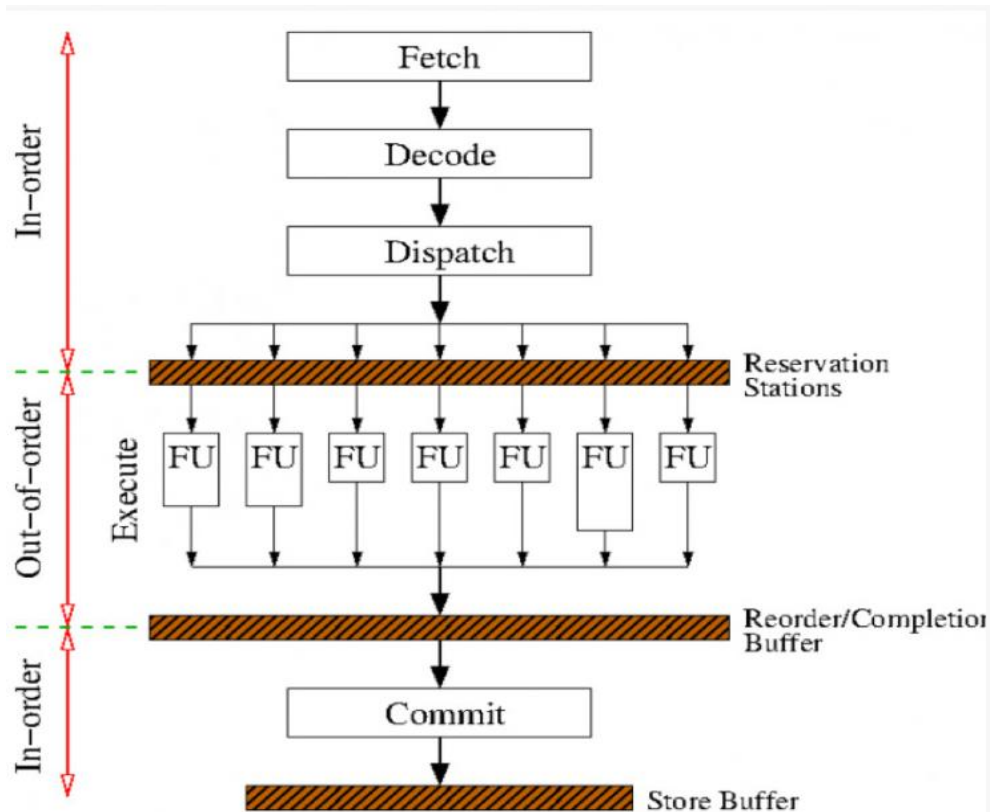 Fetch
Decode
Dispatch
In-order
Reservation
Stations
FU FU FU FU FU FU FU
Execute
Out-of-order
Reorder/Completion
Buffer
Commit
In-order
Store Buffer